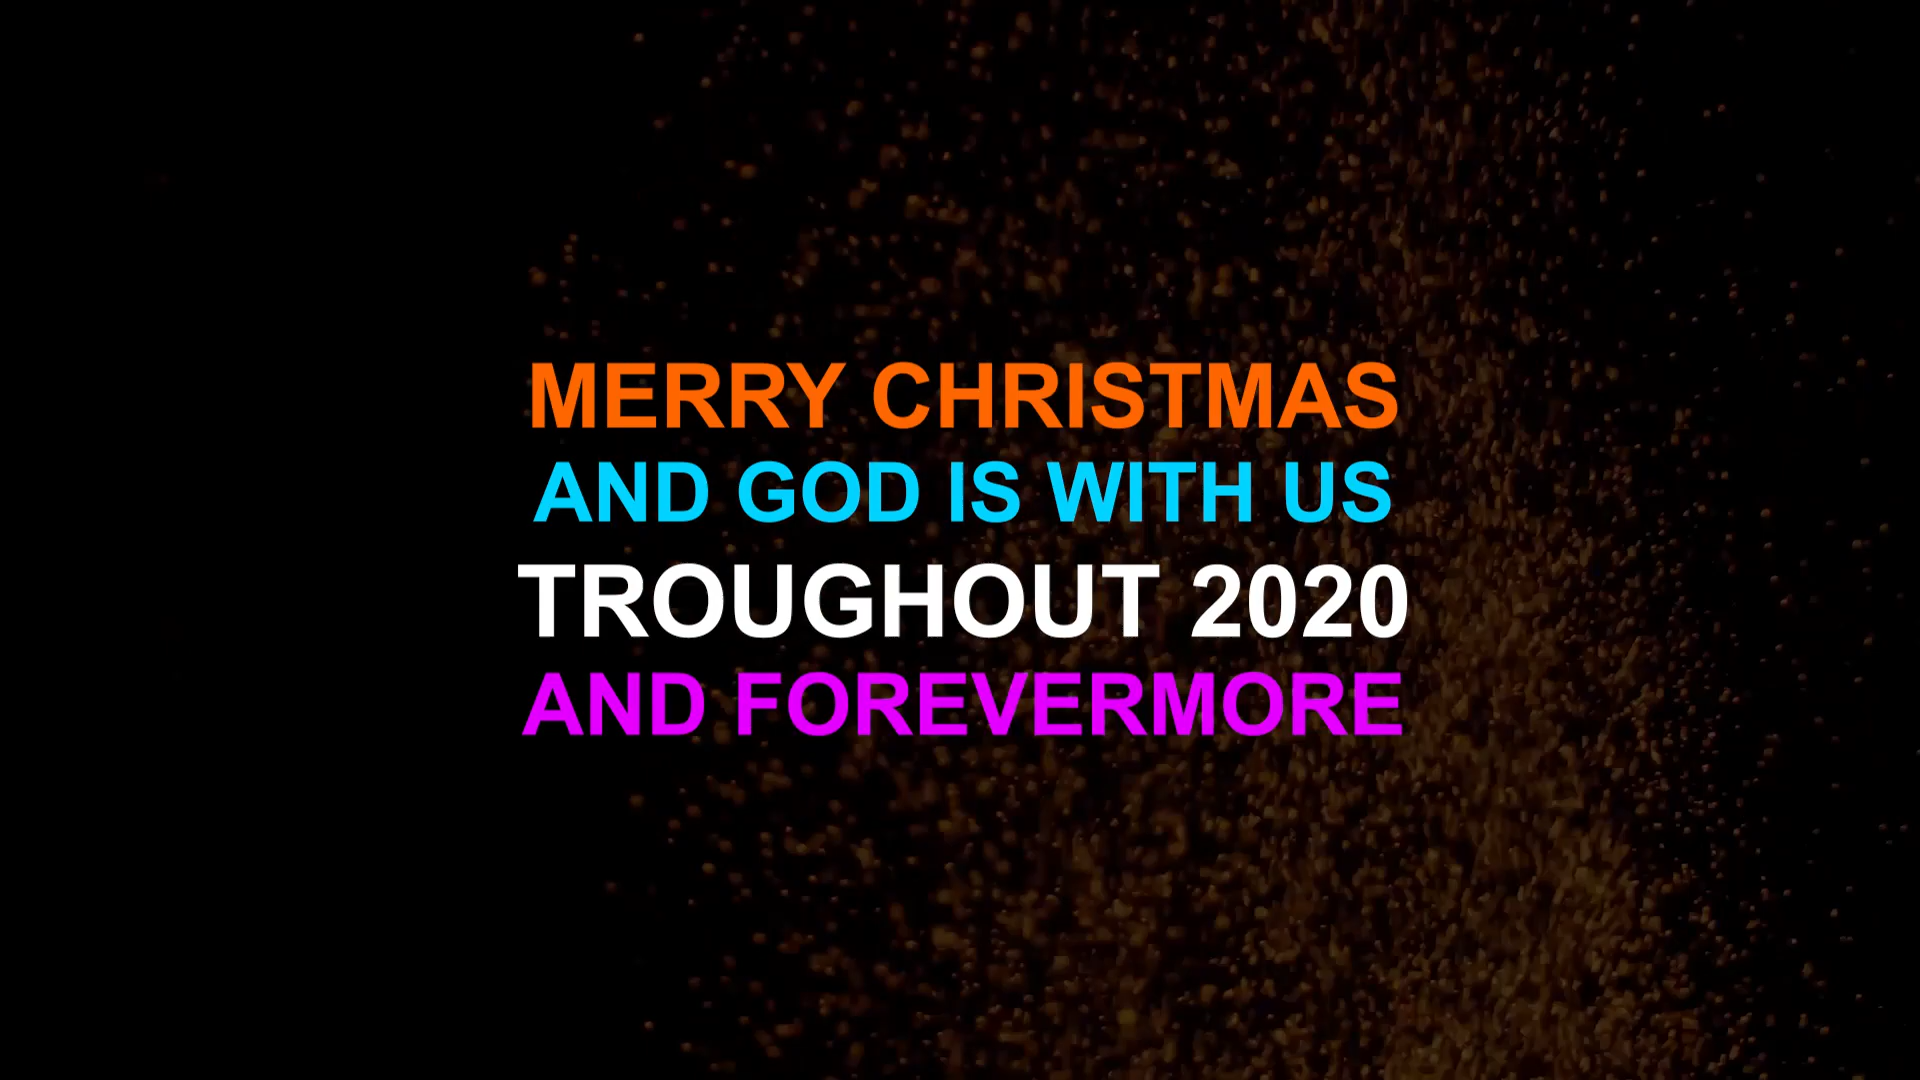 MERRY CHRISTMAS
AND GOD IS WITH US
TROUGHOUT 2020
AND FOREVERMORE